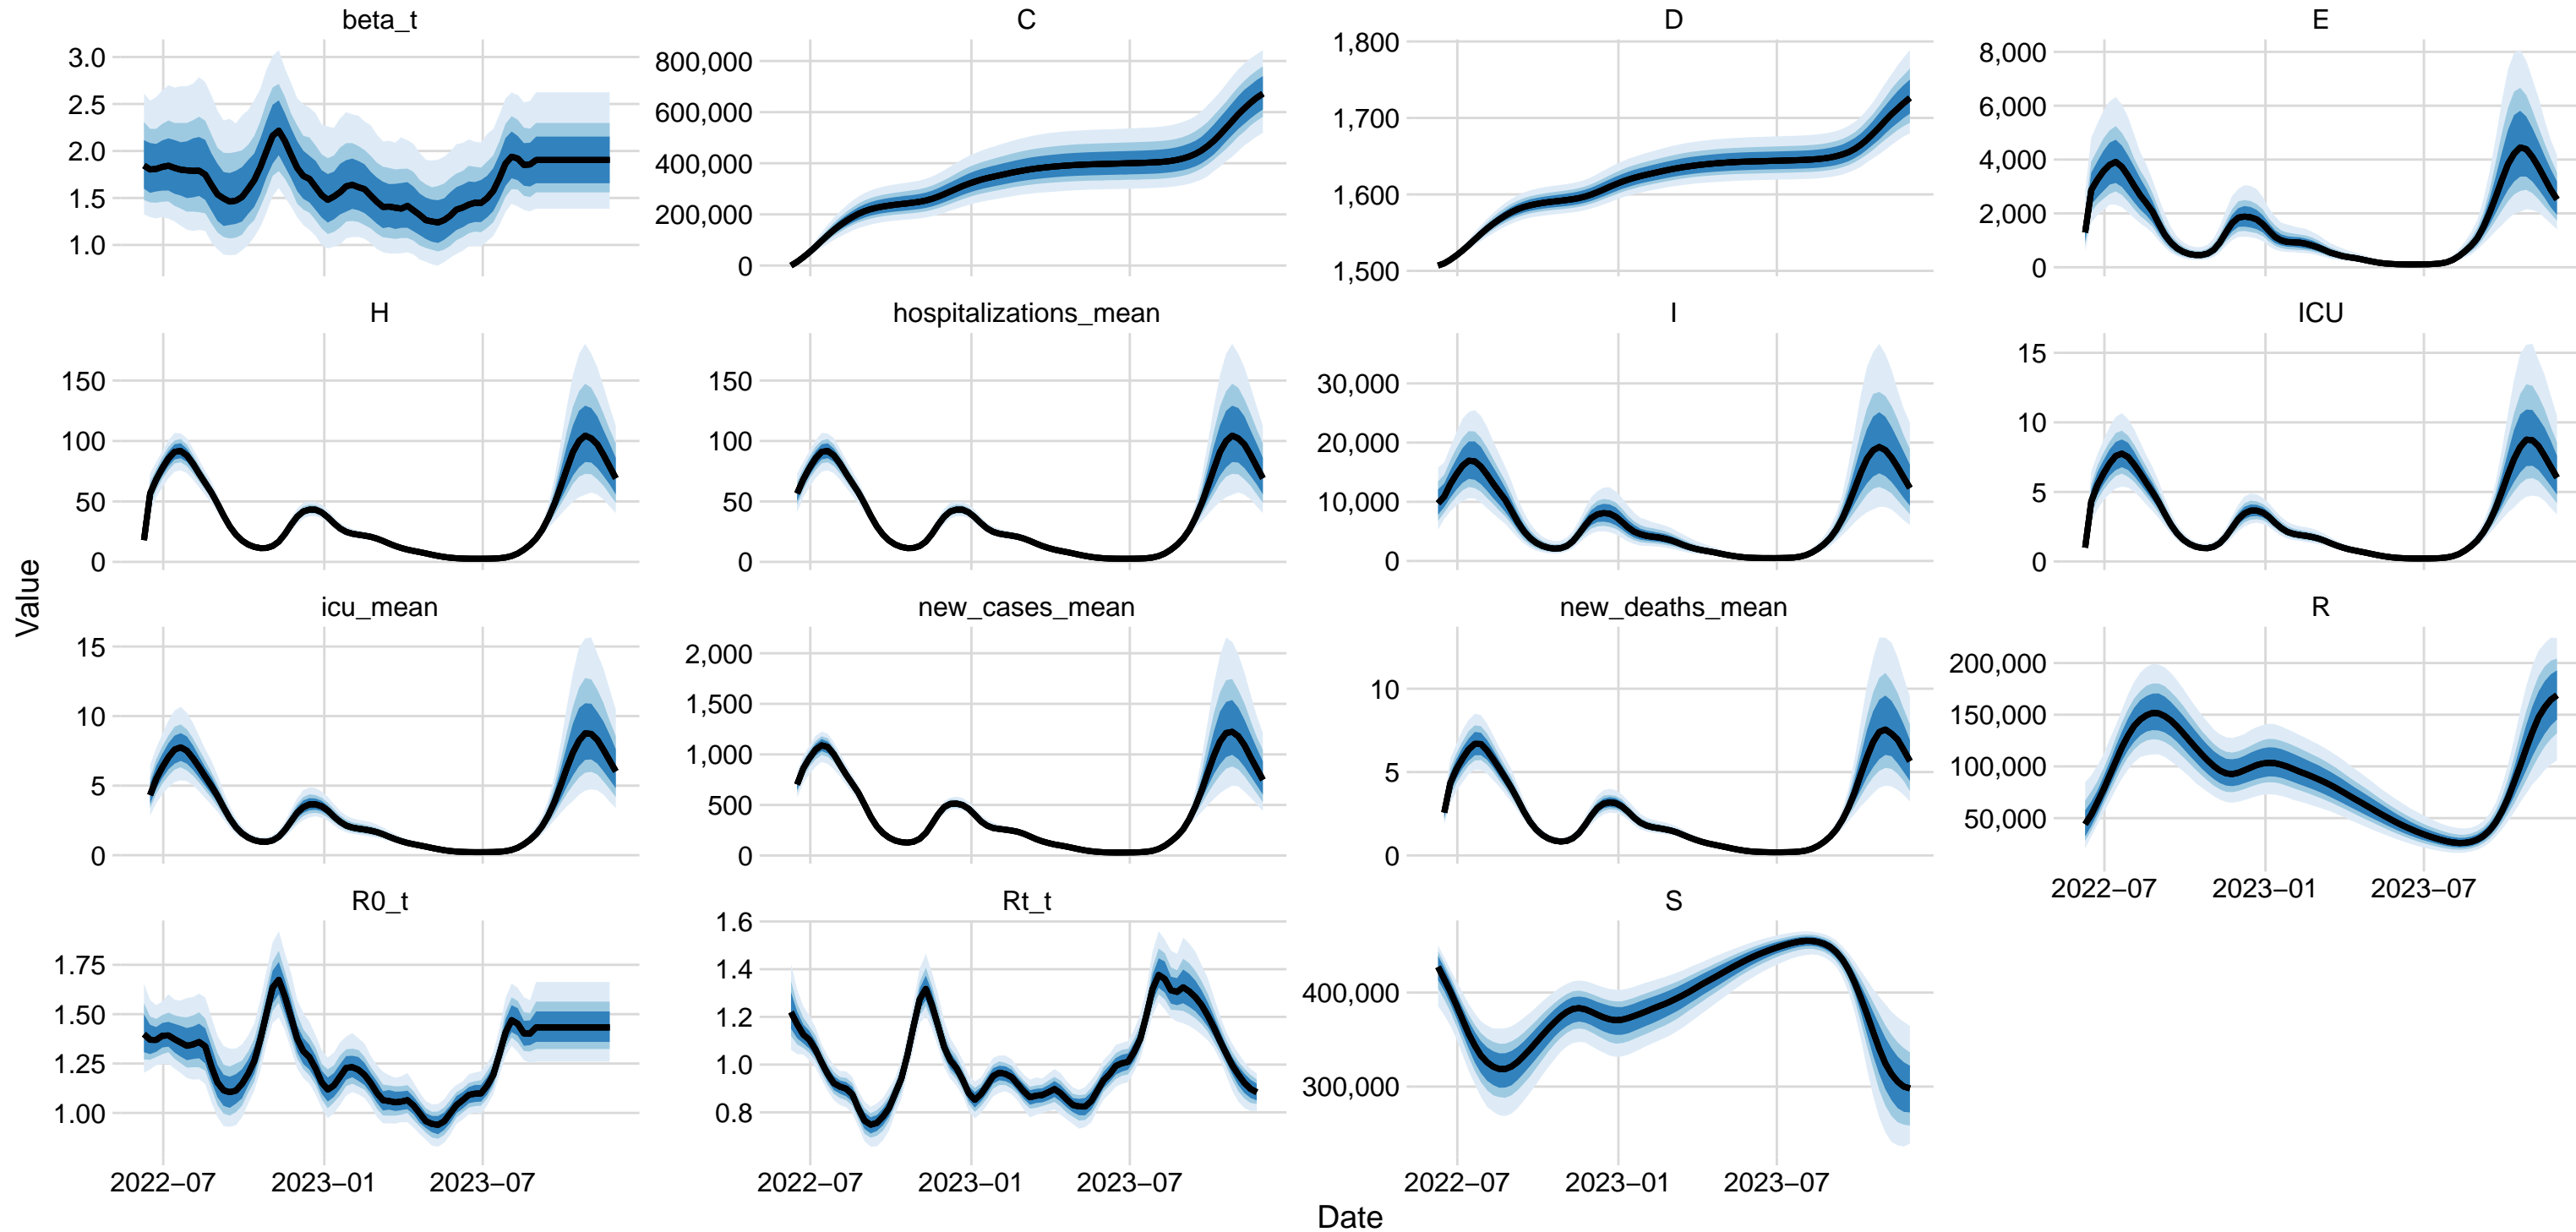 beta_t
C
D
E
3.0
2.5
2.0
1.5
1.0
800,000
600,000
400,000
200,000
0
1,800
1,700
1,600
1,500
8,000
6,000
4,000
2,000
0
H
hospitalizations_mean
I
ICU
150
100
50
0
150
100
50
0
30,000
20,000
10,000
0
15
10
5
0
icu_mean
new_cases_mean
new_deaths_mean
R
15
10
5
0
2,000
1,500
1,000
500
0
10
5
0
200,000
150,000
100,000
50,000
2022−07 2023−01 2023−07
R0_t
Rt_t
S
1.75
1.50
1.25
1.00
1.6
1.4
1.2
1.0
0.8
400,000
300,000
2022−07 2023−01 2023−07
2022−07 2023−01 2023−07
2022−07 2023−01 2023−07
Value
Date